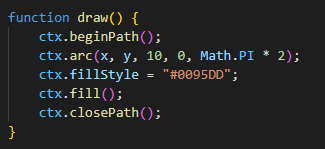 function draw() {
    ctx.beginPath();
    ctx.arc(x, y, 10, 0, Math.PI * 2);
    ctx.fillStyle = "#0095DD";
    ctx.fill();
    ctx.closePath();
}